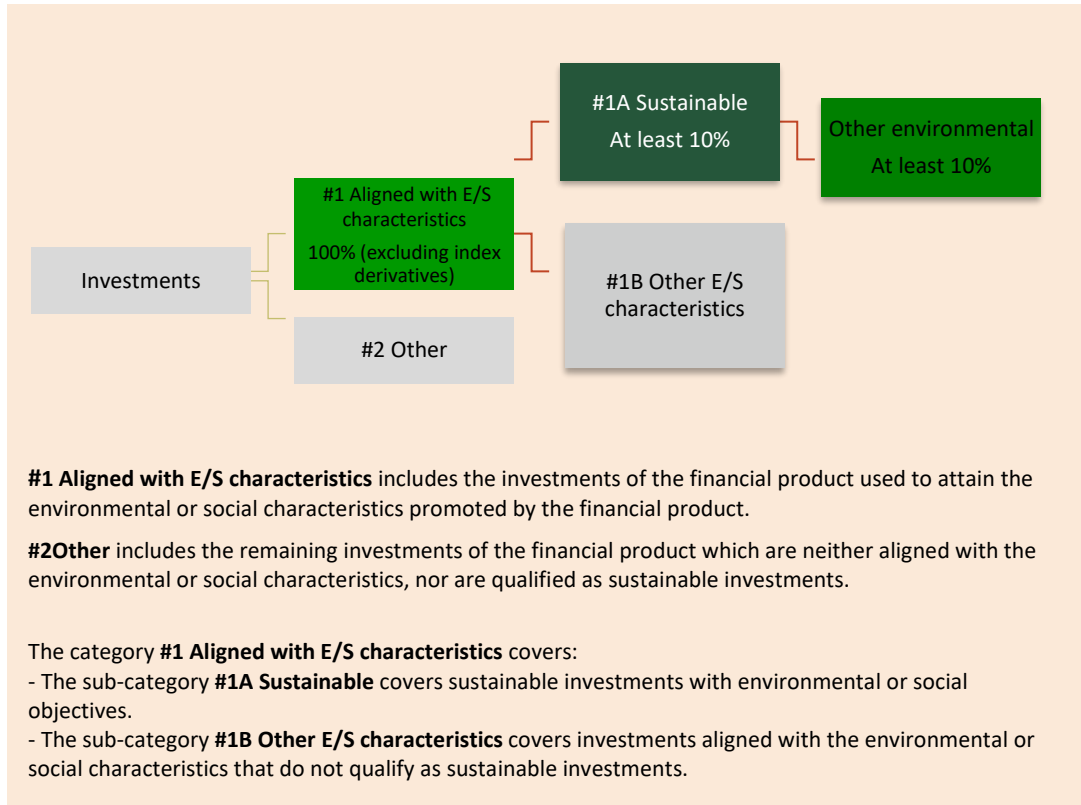 #1A Sustainable
At least 10%
Other environmental
At least 10%
#1 Aligned with E/S
characteristics
100% (excluding index
derivatives)
Investments
#1B Other E/S
characteristics
#2 Other
#1 Aligned with E/S characteristics includes the investments of the financial product used to attain the
environmental or social characteristics promoted by the financial product.
#2Other includes the remaining investments of the financial product which are neither aligned with the
environmental or social characteristics, nor are qualified as sustainable investments.
The category #1 Aligned with E/S characteristics covers:
- The sub-category #1A Sustainable covers sustainable investments with environmental or social
objectives.
- The sub-category #1B Other E/S characteristics covers investments aligned with the environmental or
social characteristics that do not qualify as sustainable investments.